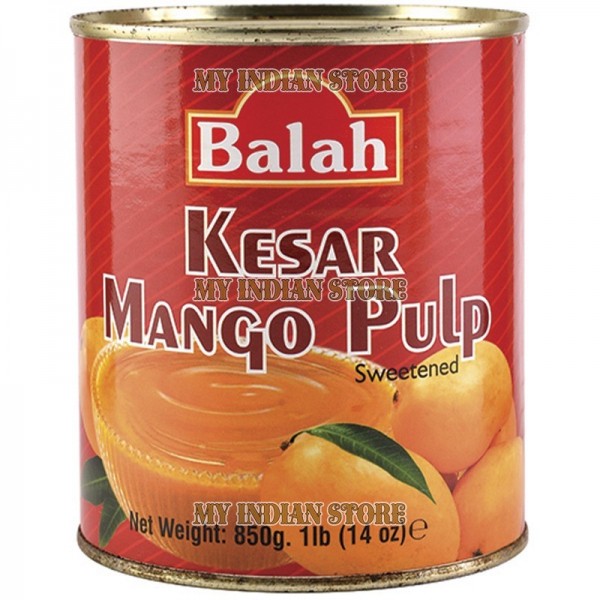 MY INDIAN STORE
Balah
KESAR
MY INDIAN STORE
MANGO PULP
Sweetened
MY INDIAN STORE
Net Weight: 850g. 1lb (14 oz)℮